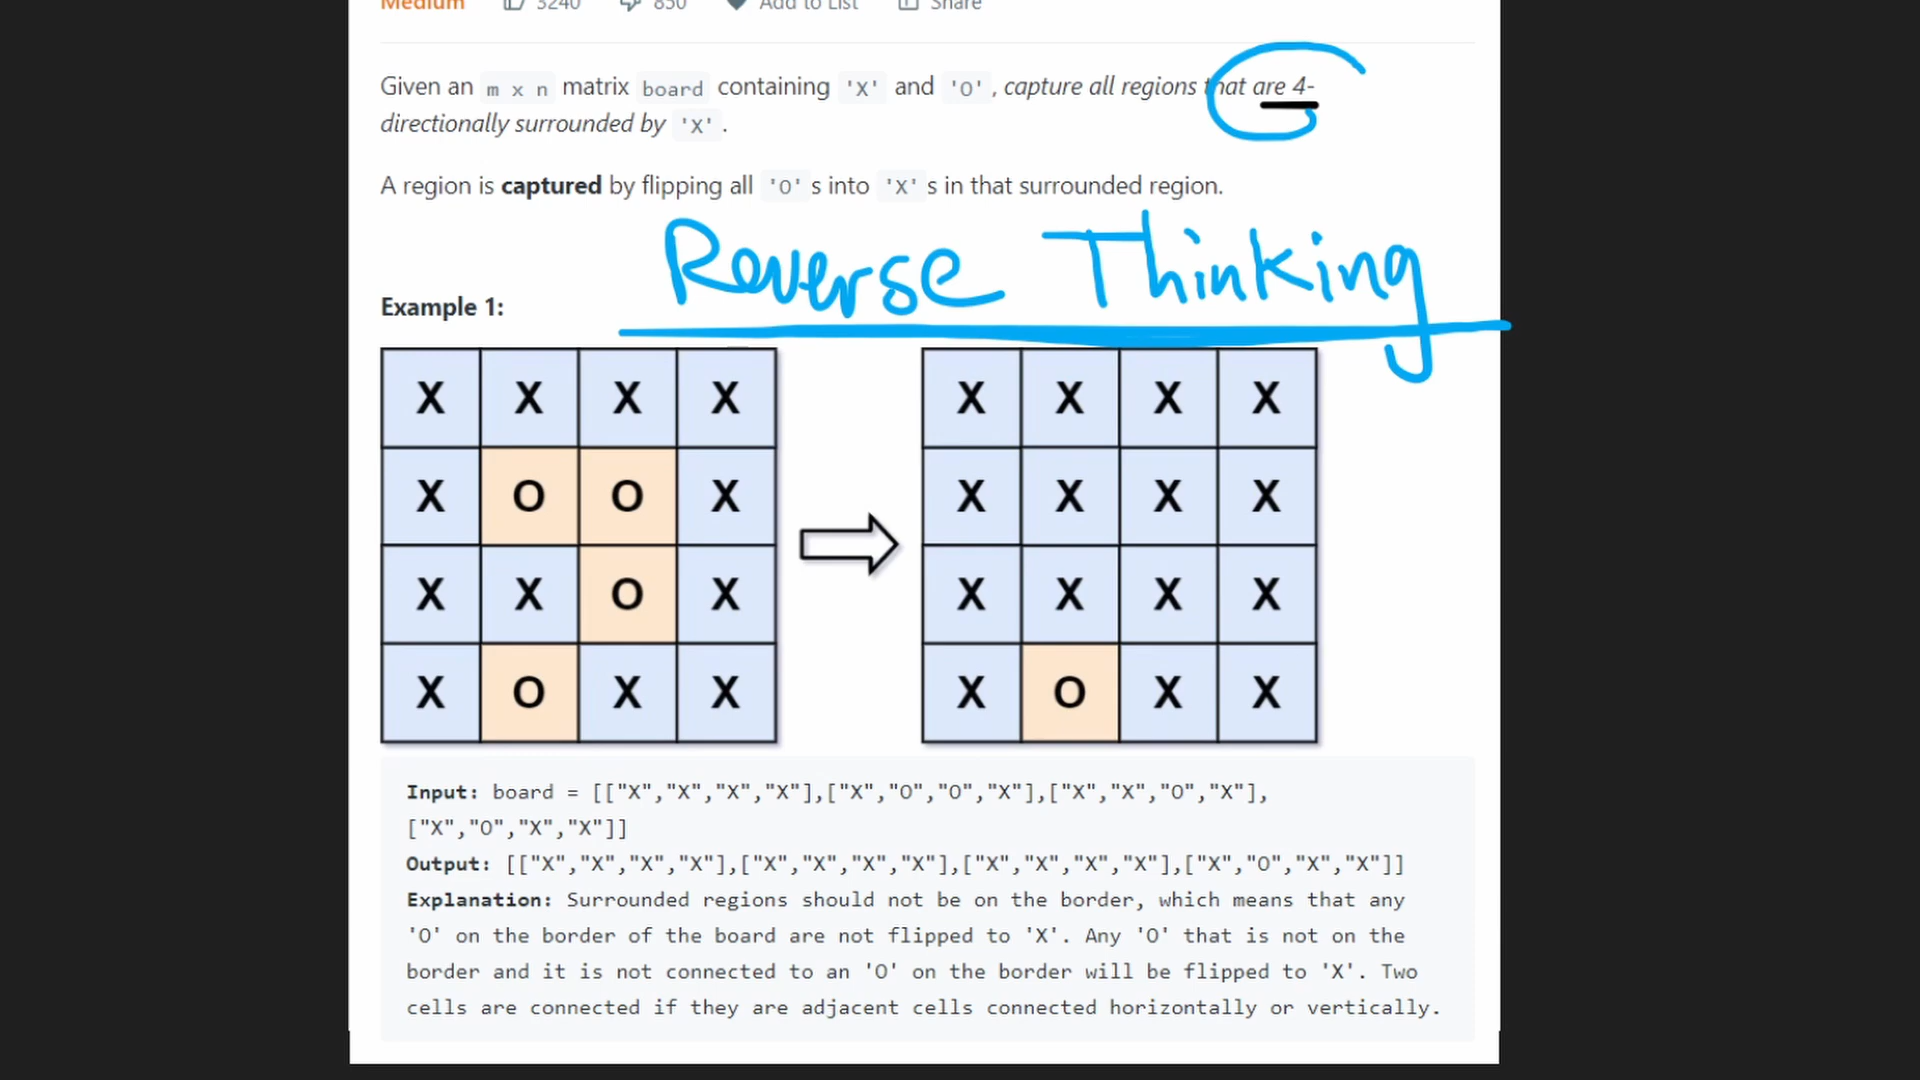 Medium 3240 850 Add to List Share
Given an m x n matrix board containing 'X' and 'O', capture all regions that are 4-
directionally surrounded by 'X'.
A region is captured by flipping all 'O's into 'X's in that surrounded region.
Reverse Thinking
Example 1:
X X X X X X X X
X O O X X X X X
X X O X X X X X
X O X X X O X X
Input: board = [["X","X","X","X"],["X","O","O","X"],["X","X","O","X"],
["X","O","X","X"]]
Output: [["X","X","X","X"],["X","X","X","X"],["X","X","X","X"],["X","O","X","X"]]
Explanation: Surrounded regions should not be on the border, which means that any
'O' on the border of the board are not flipped to 'X'. Any 'O' that is not on the
border and it is not connected to an 'O' on the border will be flipped to 'X'. Two
cells are connected if they are adjacent cells connected horizontally or vertically.